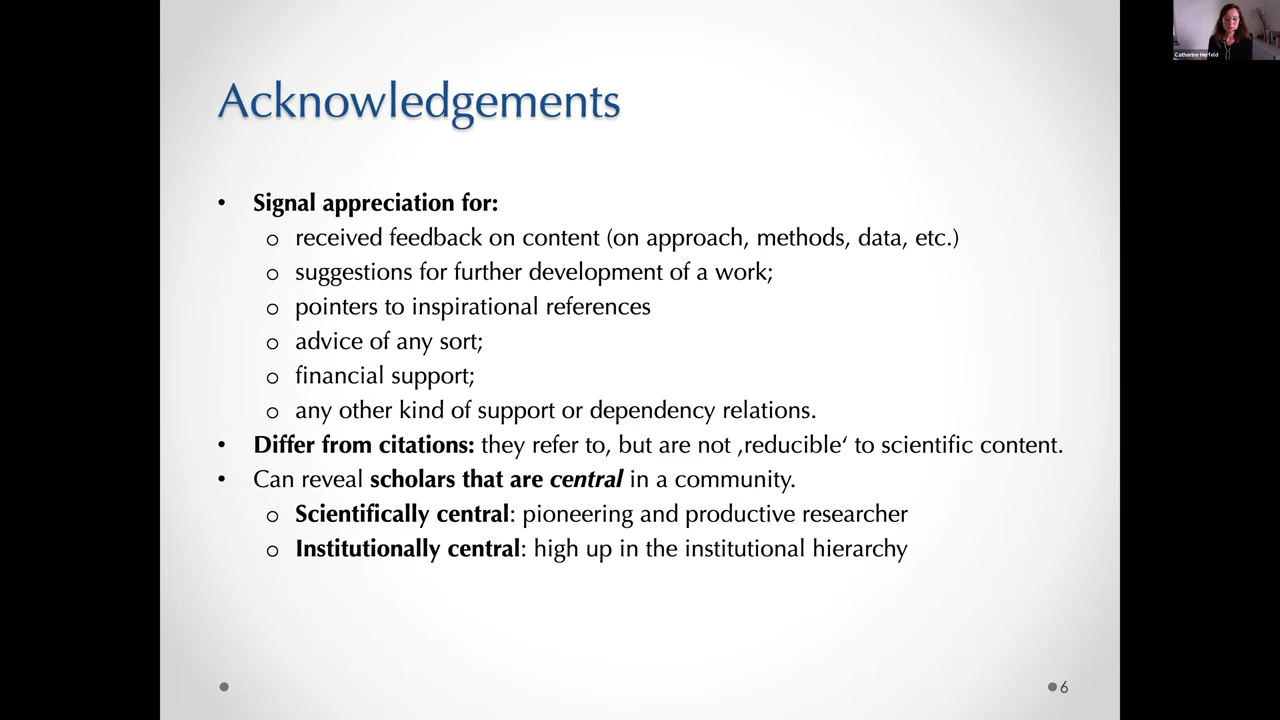 Acknowledgements
• Signal appreciation for:
o received feedback on content (on approach, methods, data, etc.)
o suggestions for further development of a work;
o pointers to inspirational references
o advice of any sort;
o financial support;
o any other kind of support or dependency relations.
• Differ from citations: they refer to, but are not ‚reducible‘ to scientific content.
• Can reveal scholars that are central in a community.
o Scientifically central: pioneering and productive researcher
o Institutionally central: high up in the institutional hierarchy
6
Catherine Herfeld